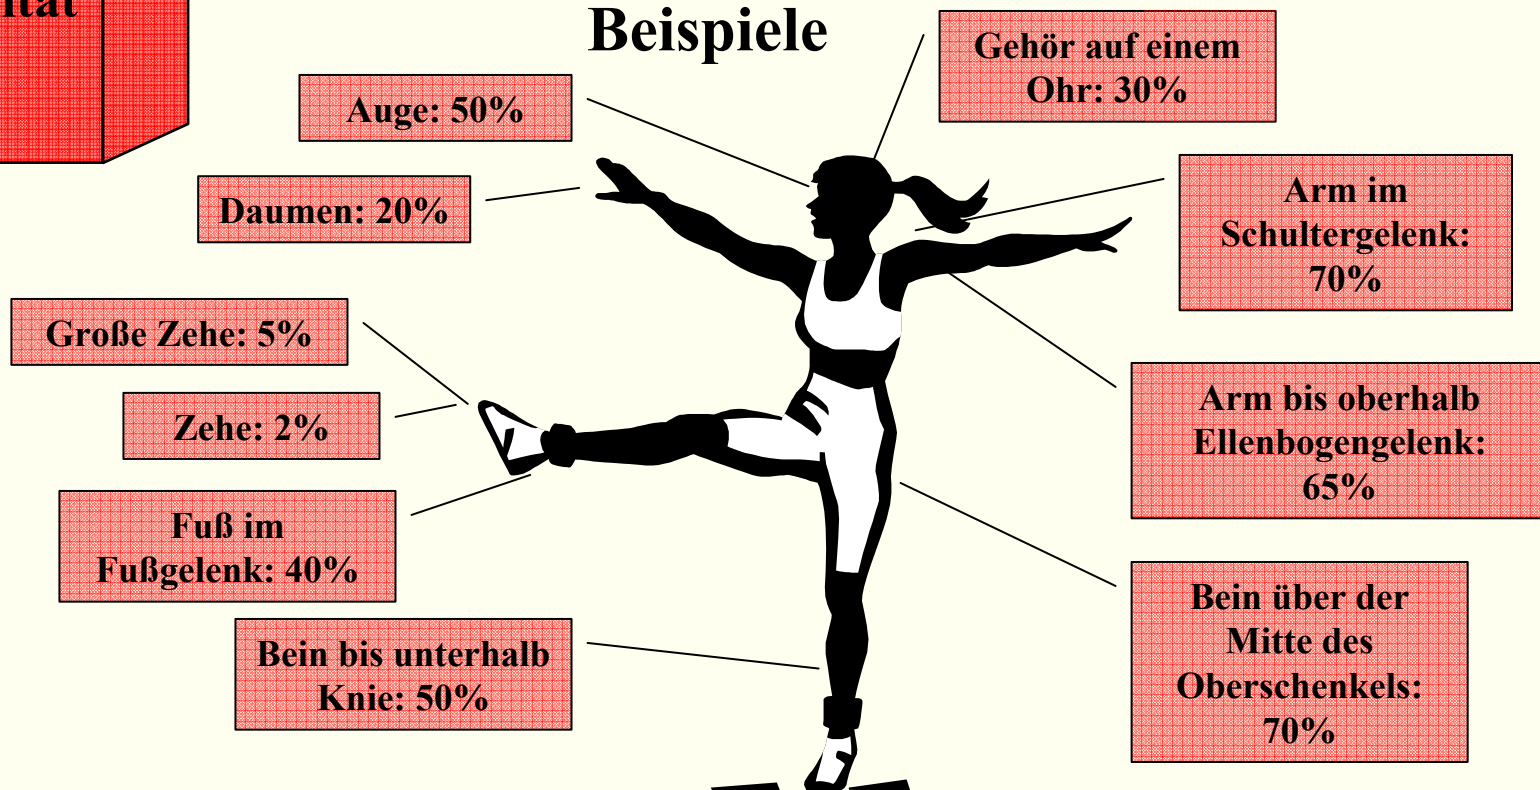 ität
Beispiele
Gehör auf einem
Ohr: 30%
Auge: 50%
Arm im
Schultergelenk:
70%
Daumen: 20%
Große Zehe: 5%
Arm bis oberhalb
Ellenbogengelenk:
65%
Zehe: 2%
Fuß im
Fußgelenk: 40%
Bein über der
Mitte des
Oberschenkels:
70%
Bein bis unterhalb
Knie: 50%